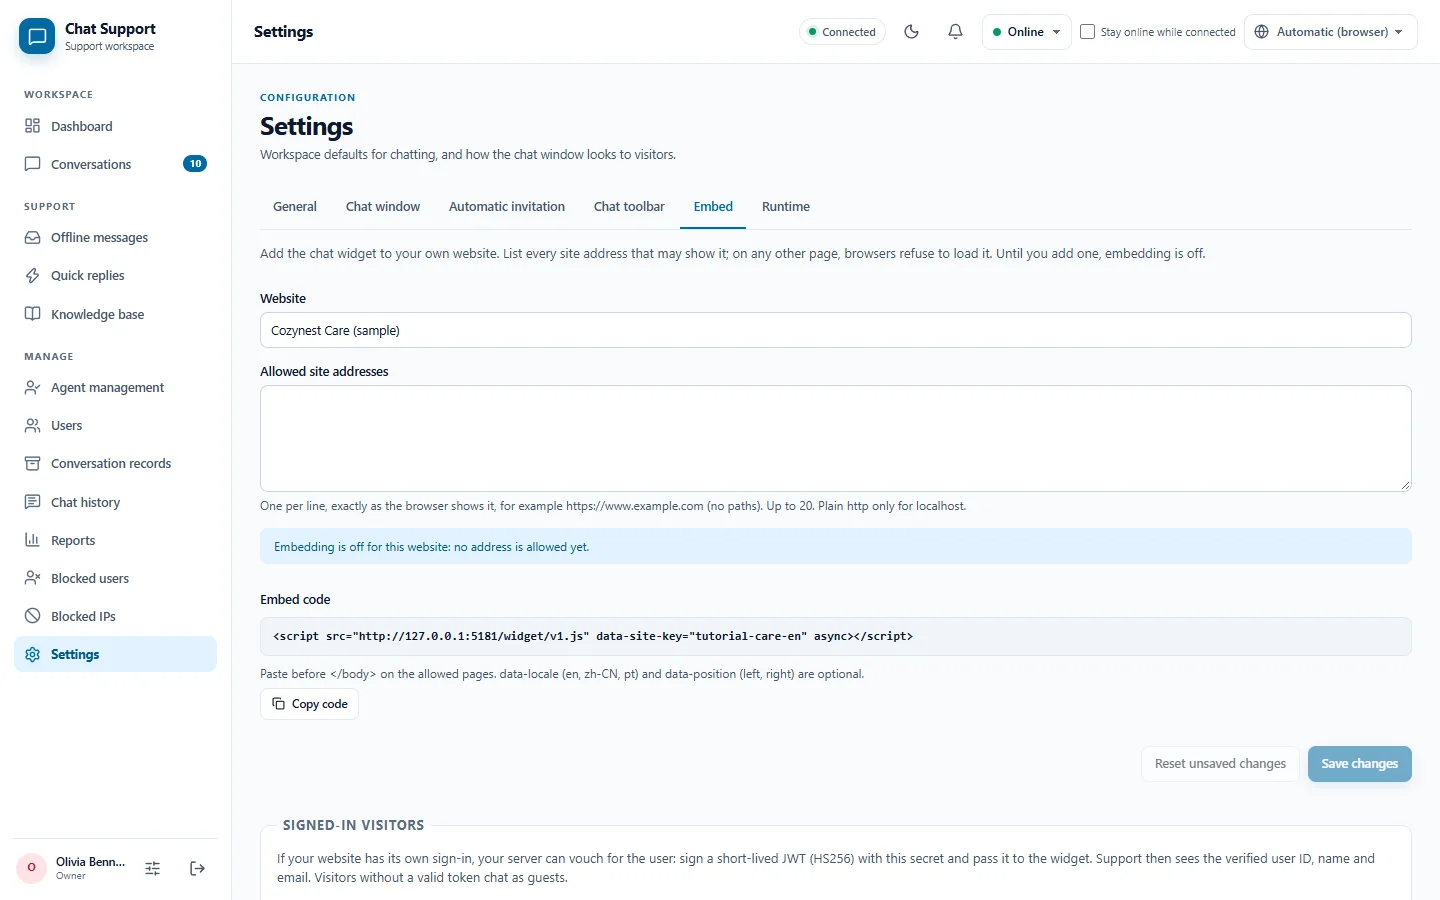 Chat Support
Support workspace
WORKSPACE
Dashboard
Conversations
10
SUPPORT
Offline messages
Quick replies
Knowledge base
MANAGE
Agent management
Users
Conversation records
Chat history
Reports
Blocked users
Blocked IPs
Settings
O
Olivia Benn...
Owner
Settings
Connected
Online
Stay online while connected
Automatic (browser)
CONFIGURATION
Settings
Workspace defaults for chatting, and how the chat window looks to visitors.
General
Chat window
Automatic invitation
Chat toolbar
Embed
Runtime
Add the chat widget to your own website. List every site address that may show it; on any other page, browsers refuse to load it. Until you add one, embedding is off.
Website
Cozynest Care (sample)
Allowed site addresses
One per line, exactly as the browser shows it, for example https://www.example.com (no paths). Up to 20. Plain http only for localhost.
Embedding is off for this website: no address is allowed yet.
Embed code
<script src="http://127.0.0.1:5181/widget/v1.js" data-site-key="tutorial-care-en" async></script>
Paste before </body> on the allowed pages. data-locale (en, zh-CN, pt) and data-position (left, right) are optional.
Copy code
Reset unsaved changes
Save changes
SIGNED-IN VISITORS
If your website has its own sign-in, your server can vouch for the user: sign a short-lived JWT (HS256) with this secret and pass it to the widget. Support then sees the verified user ID, name and
email. Visitors without a valid token chat as guests.